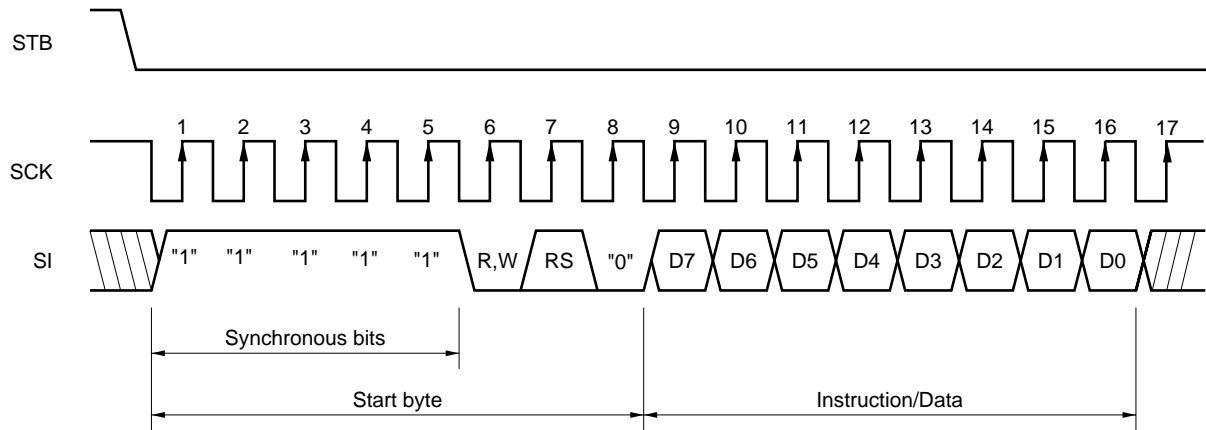 STB
1 2 3 4 5 6 7 8 9 10 11 12 13 14 15 16 17
SCK
SI "1" "1" "1" "1" "1" R,W RS "0" D7 D6 D5 D4 D3 D2 D1 D0
Synchronous bits
Start byte Instruction/Data